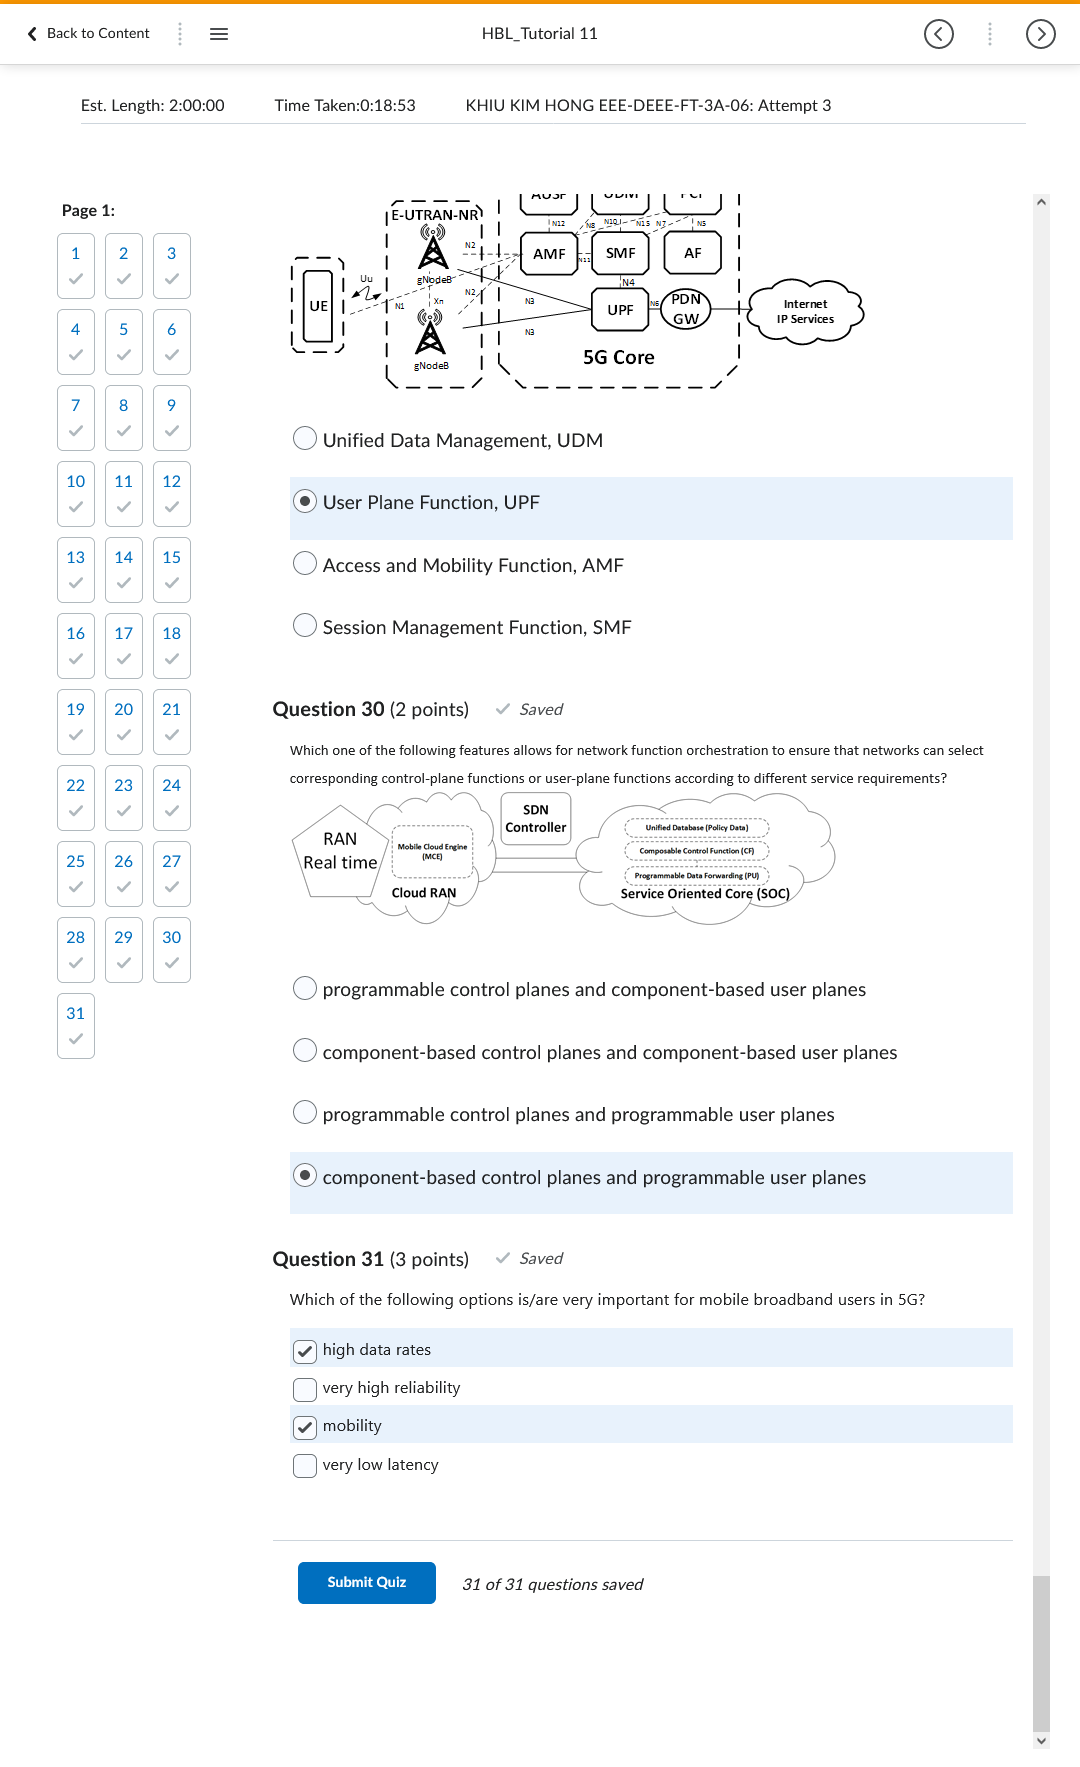 Back to Content
HBL_Tutorial 11
Est. Length: 2:00:00 Time Taken:0:18:53 KHIU KIM HONG EEE-DEEE-FT-3A-06: Attempt 3
Page 1:
1 2 3
4 5 6
7 8 9
10 11 12
13 14 15
16 17 18
19 20 21
22 23 24
25 26 27
28 29 30
31
AUSF UDM PCF
E-UTRAN-NR
N12 N8 N10 N15 N7 N5
N2
AMF N11 SMF AF
Uu
gNodeB
N4
UE
N1
Xn
N2
N3
UPF
N6
PDN
GW
Internet
IP Services
N3
gNodeB
5G Core
Unified Data Management, UDM
User Plane Function, UPF
Access and Mobility Function, AMF
Session Management Function, SMF
Question 30 (2 points) Saved
Which one of the following features allows for network function orchestration to ensure that networks can select
corresponding control-plane functions or user-plane functions according to different service requirements?
RAN
Real time
Mobile Cloud Engine
(MCE)
Cloud RAN
SDN
Controller
Unified Database (Policy Data)
Composable Control Function (CF)
Programmable Data Forwarding (PU)
Service Oriented Core (SOC)
programmable control planes and component-based user planes
component-based control planes and component-based user planes
programmable control planes and programmable user planes
component-based control planes and programmable user planes
Question 31 (3 points) Saved
Which of the following options is/are very important for mobile broadband users in 5G?
high data rates
very high reliability
mobility
very low latency
Submit Quiz 31 of 31 questions saved